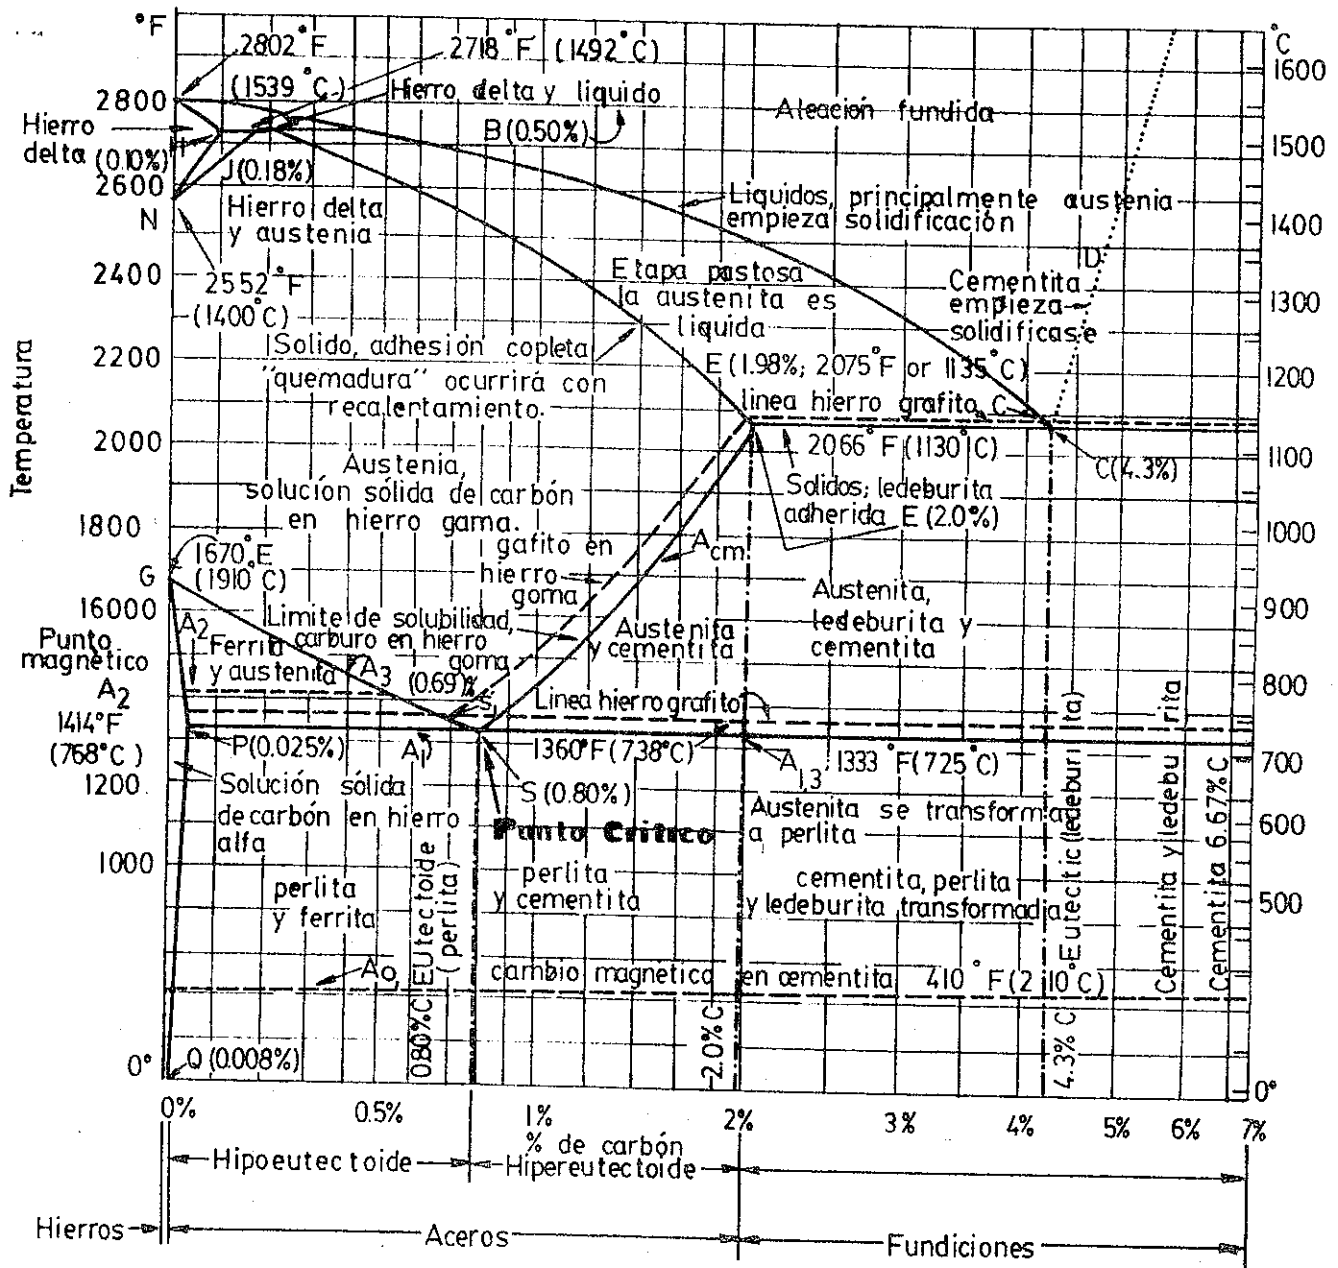 °F
2802°F
2718°F (1492°C)
°C
(1539°C)
Hierro delta y liquido
1600
2800
Aleación fundida
Hierro
delta
(0.10%)
H
B (0.50%)
1500
J(0.18%)
2600
N
Hierro delta
y austenia
Liquidos, principalmente austenia
empieza solidificación
1400
D
2400
2552°F
(1400°C)
Etapa pastosa
la austenita es
liquida
Cementita
empieza
solidificase
1300
Solido, adhesión copleta
"quemadura" ocurrirá con
recalentamiento.
2200
E (1.98%; 2075°F or 1135°C)
1200
linea hierro grafito C
Temperatura
2000
2066°F (1130°C)
C(4.3%)
1100
Austenia,
solución sólida de carbón
en hierro gama.
Solidos; ledeburita
adherida E (2.0%)
1800
1000
gafito en
hierro
goma
Acm
1670°E
(1910°C)
G
16000
Austenita,
ledeburita y
cementita
900
A2
Limite de solubilidad,
carburo en hierro
goma
Austenita
y cementita
Punto
magnético
A2
Ferrita
y austenita
A3
(0.69)%
S,
Linea hierro grafito
800
1414°F
(768°C)
P(0.025%)
A1
1360°F(738°C)
A1,3
1333°F(725°C)
700
1200
Solución sólida
de carbón en hierro
alfa
S (0.80%)
Punto Critico
Austenita se transforma
a perlita
600
1000
perlita
y ferrita
perlita
y cementita
cementita, perlita
y ledeburita transformadia
500
0.80%C EUtectoide
(perlita)
2.0% C
4.3% C Eutecitic (ledeburita)
Cementita y ledeburita
Cementita 6.67% C
A0
cambio magnético en cementita 410°F (210°C)
0°
Q (0.008%)
0°
0%
0.5%
1%
2%
3%
4%
5%
6%
7%
% de carbón
Hipoeutectoide
Hipereutectoide
Hierros
Aceros
Fundiciones